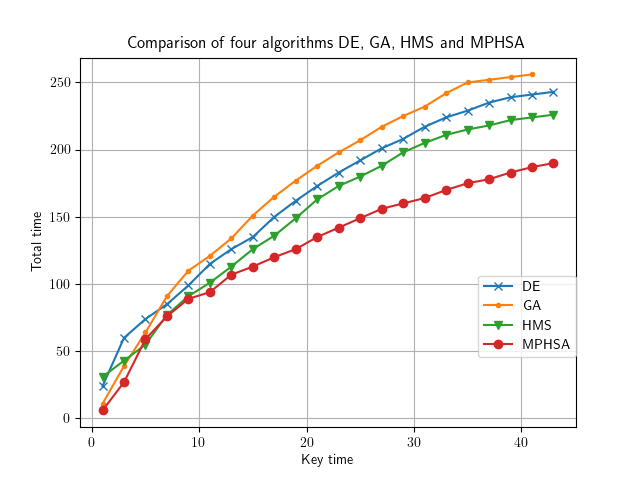 Comparison of four algorithms DE, GA, HMS and MPHSA
Total time
250
200
150
100
50
0
DE
GA
HMS
MPHSA
0 10 20 30 40
Key time